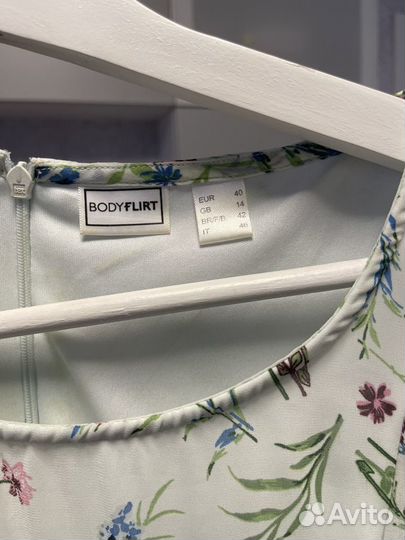 BODYFLIRT
EUR 40
GB 14
BR/F/B 42
IT 46
Avito